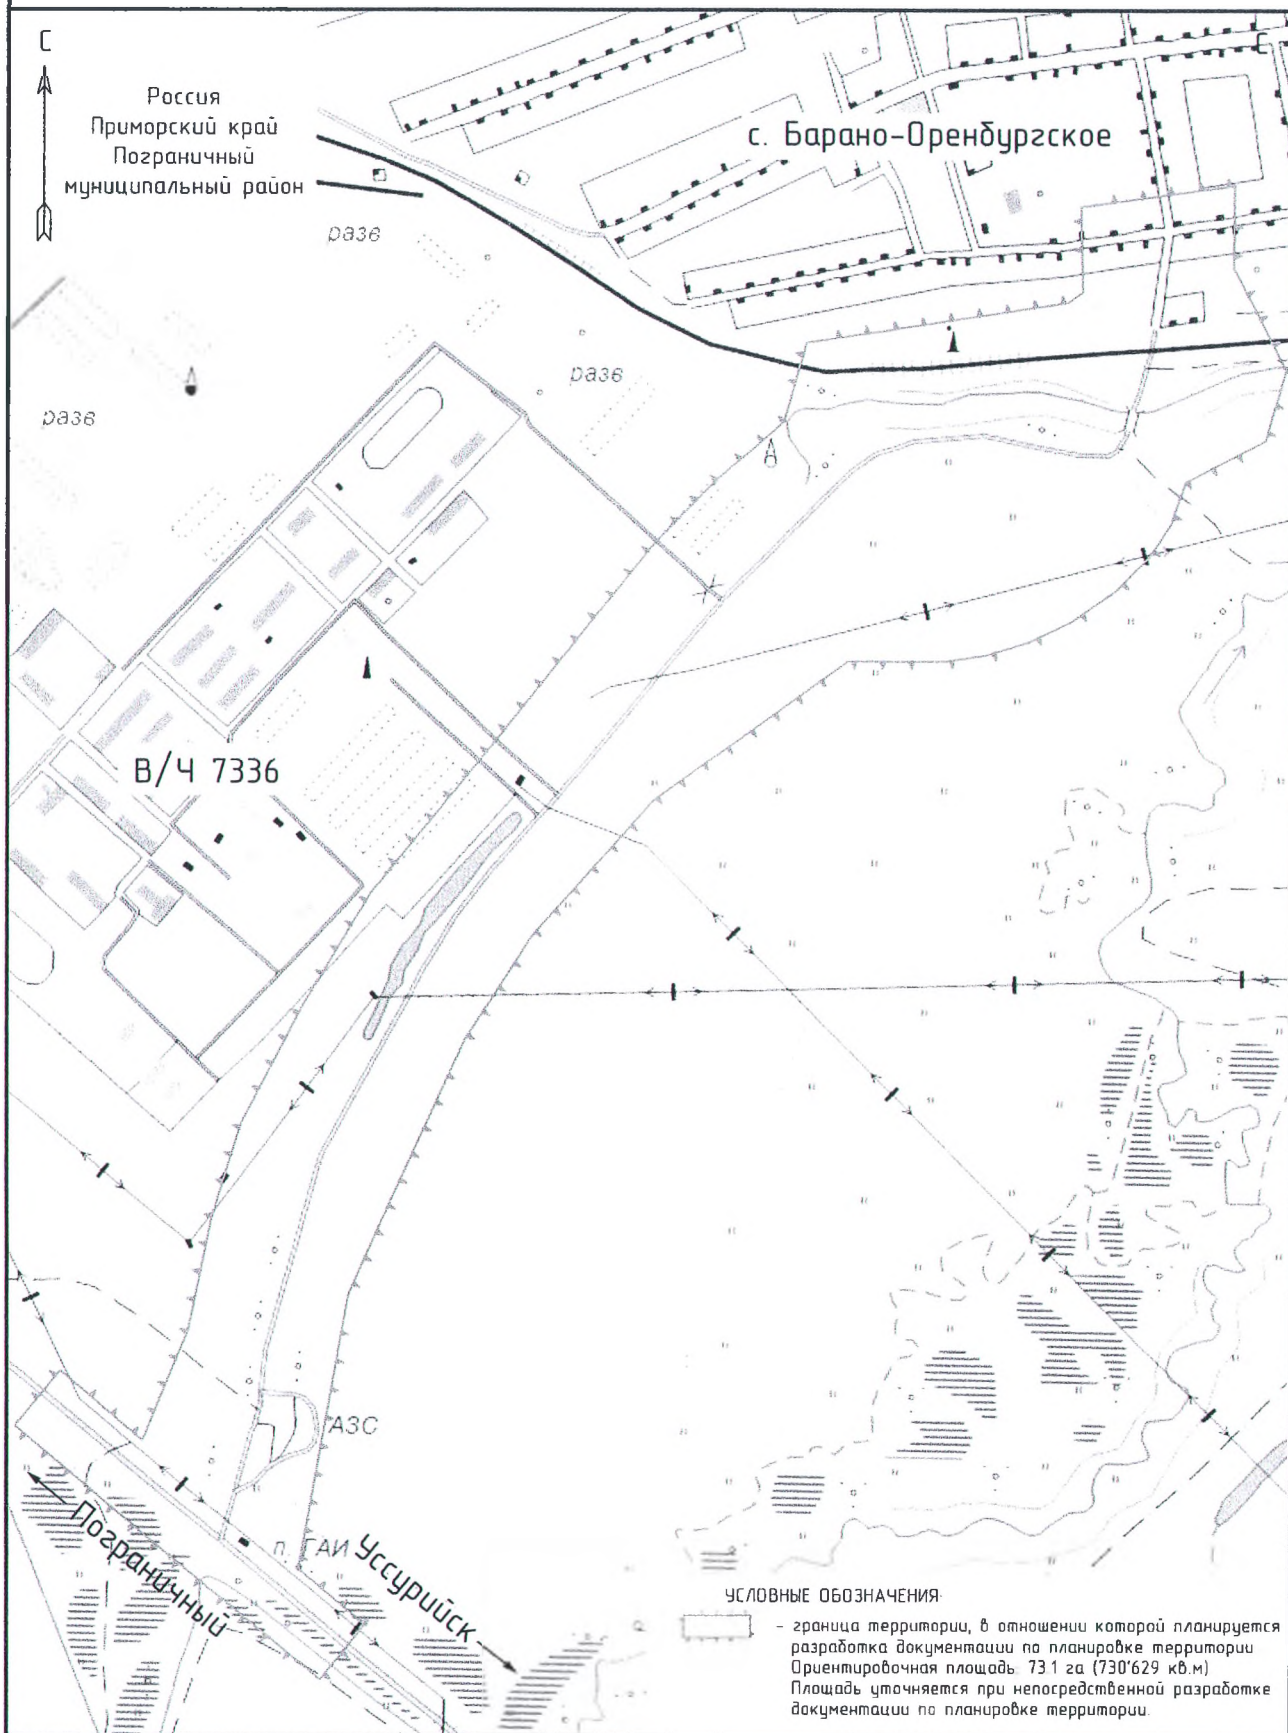 С
Россия
Приморский край
Пограничный
муниципальный район
с. Барано-Оренбургское
разв
разв
разв
В/Ч 7336
АЗС
Пограничный
п. ГАИ
Уссурийск
УСЛОВНЫЕ ОБОЗНАЧЕНИЯ:
- граница территории, в отношении которой планируется
разработка документации по планировке территории
Ориентировочная площадь: 73.1 га (730'629 кв.м)
Площадь уточняется при непосредственной разработке
документации по планировке территории.